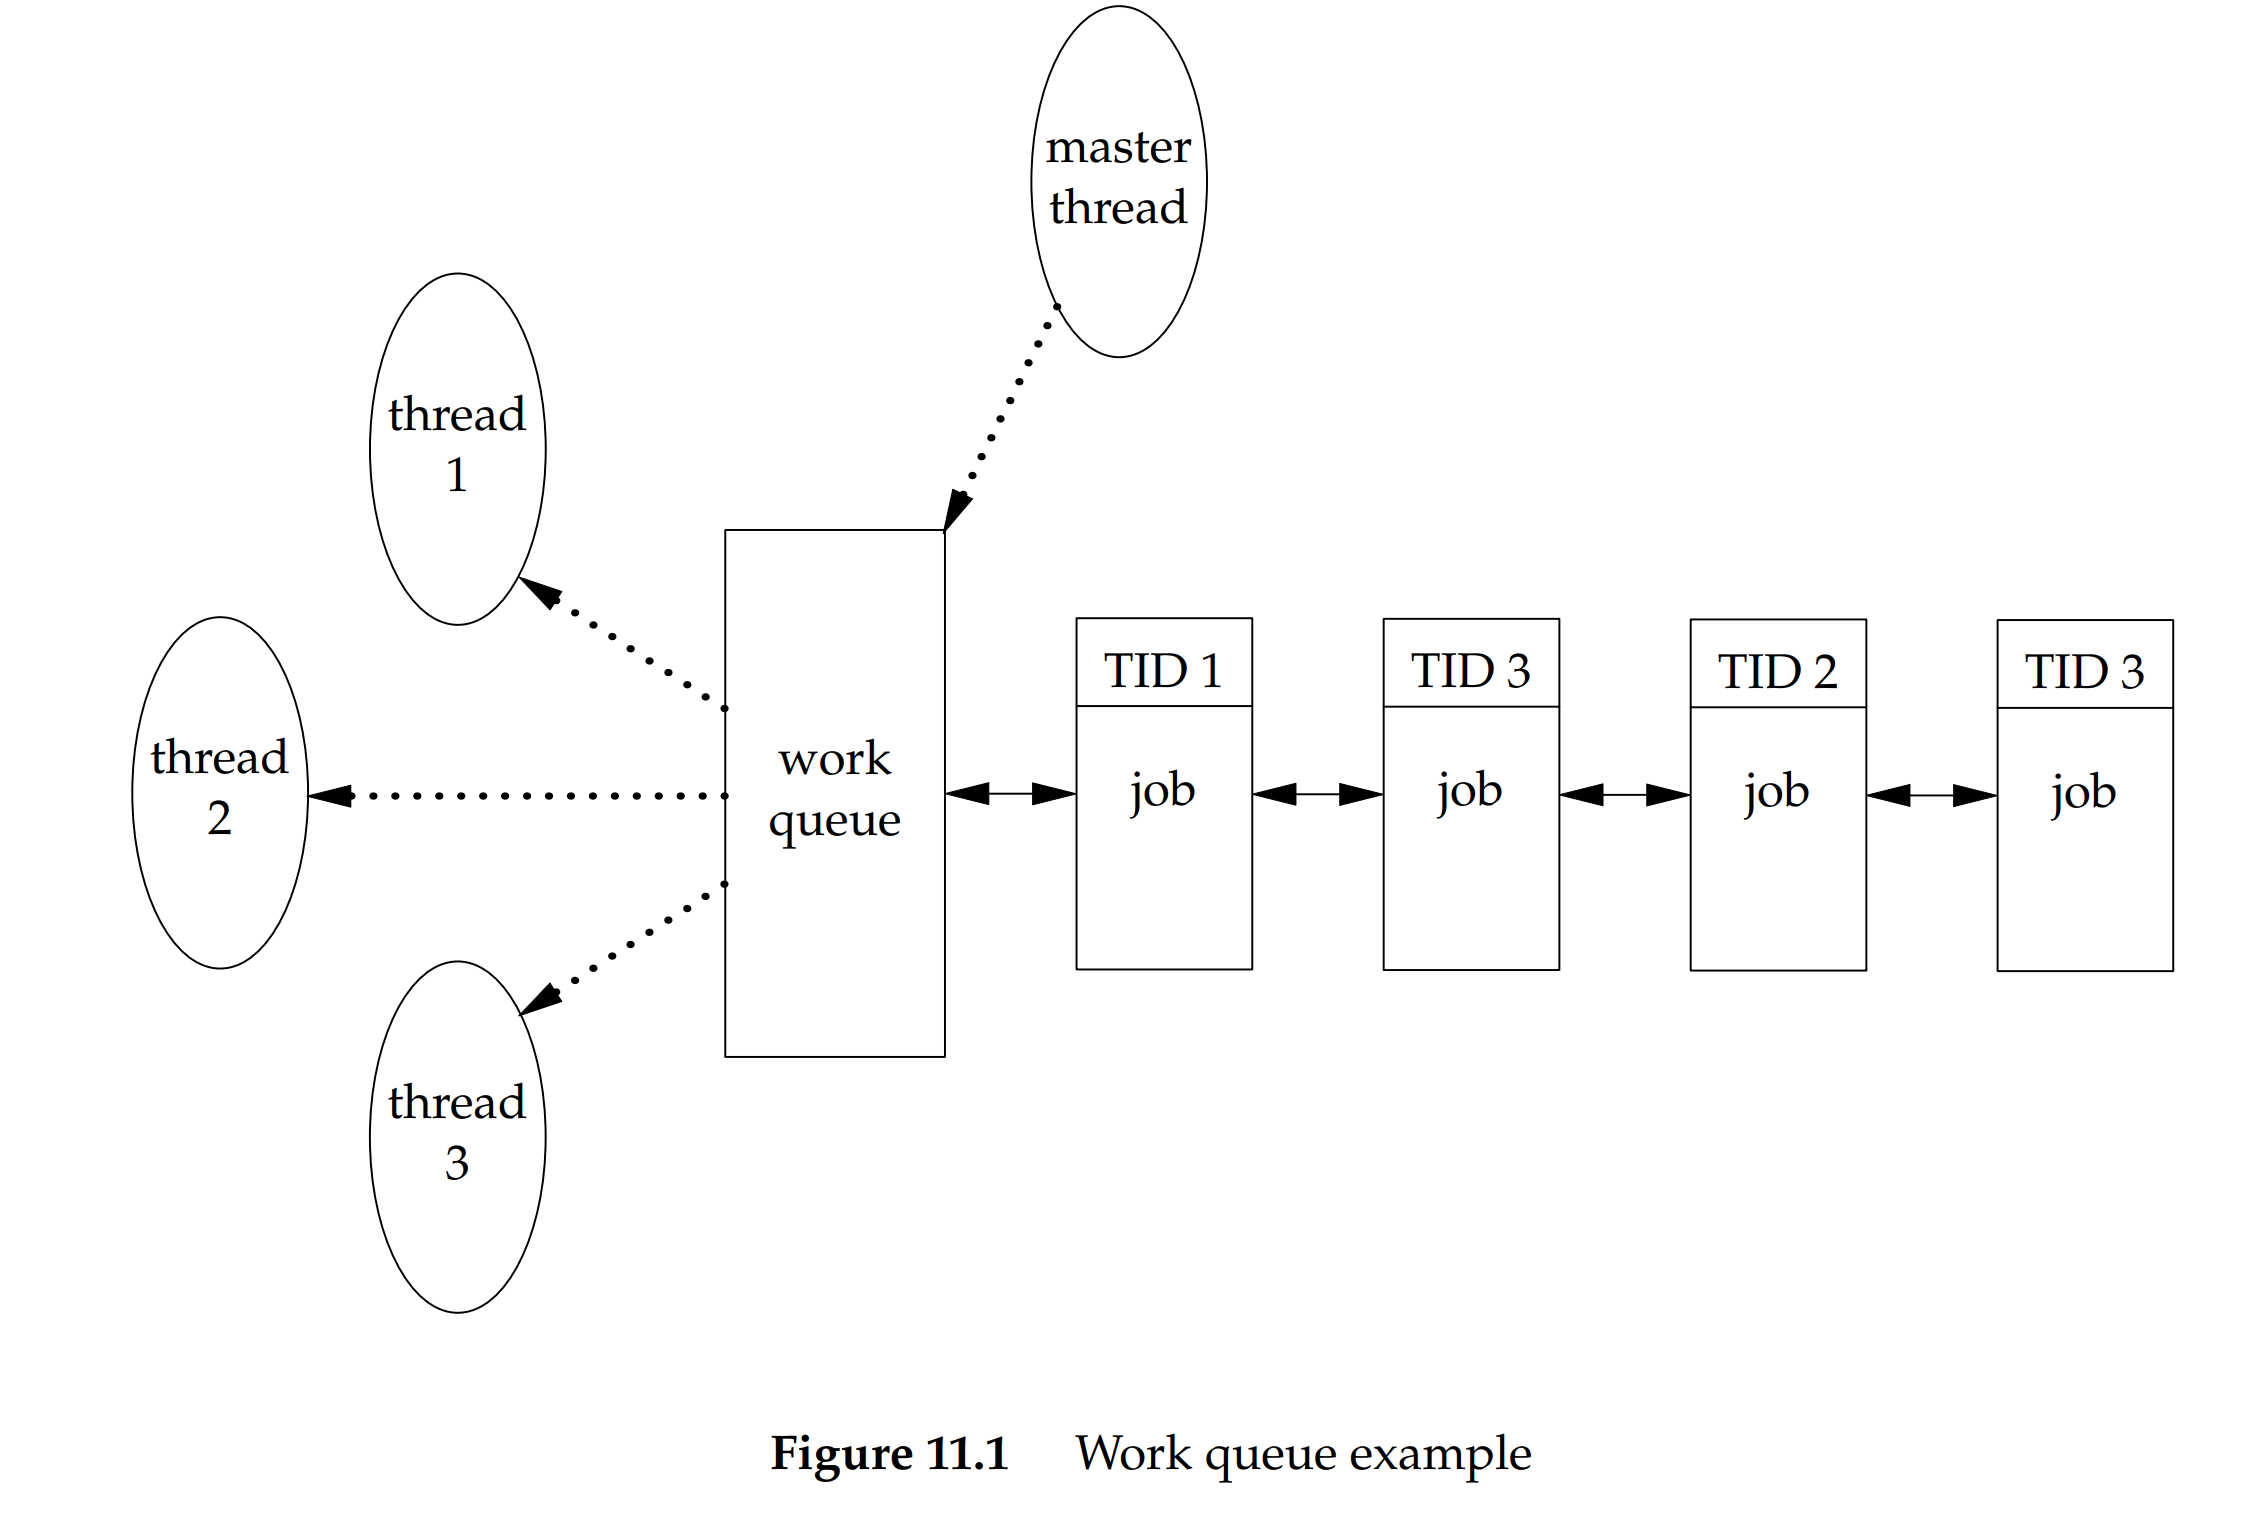 master
thread
thread
1
thread
2
thread
3
work
queue
TID 1
job
TID 3
job
TID 2
job
TID 3
job
Figure 11.1 Work queue example